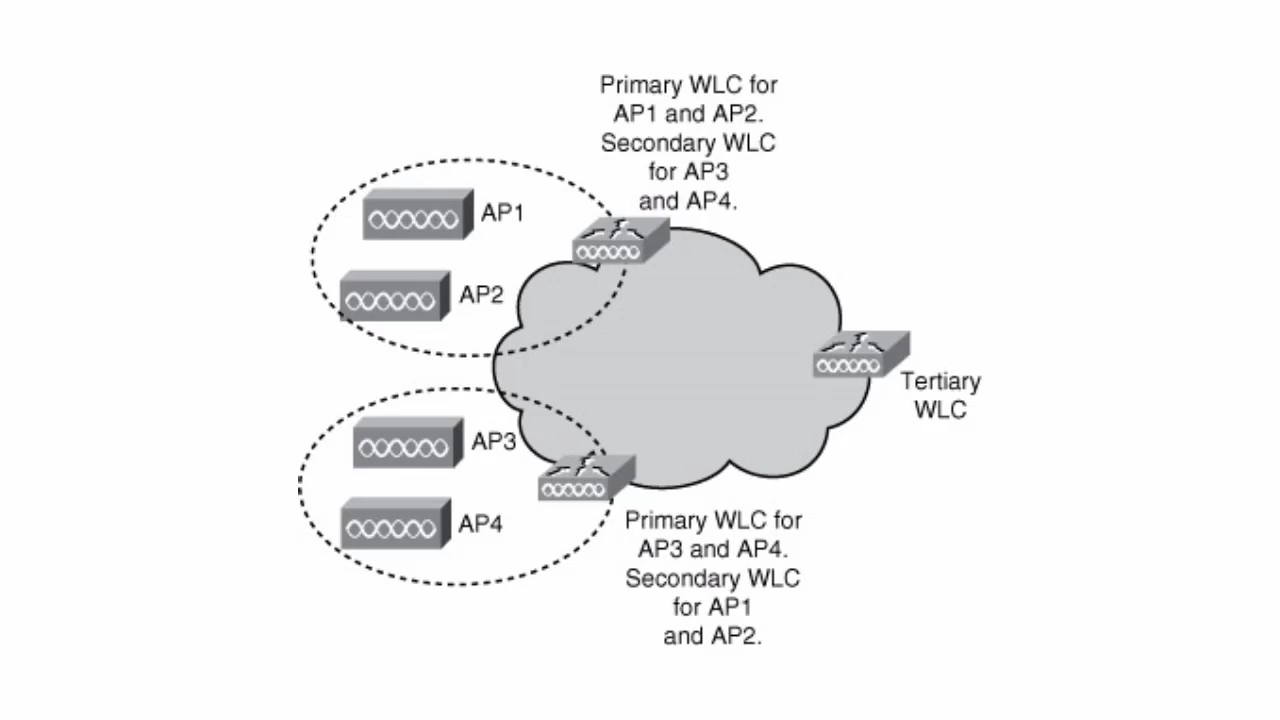 Primary WLC for
AP1 and AP2.
Secondary WLC
for AP3
and AP4.
AP1
AP2
Tertiary
WLC
AP3
AP4
Primary WLC for
AP3 and AP4.
Secondary WLC
for AP1
and AP2.